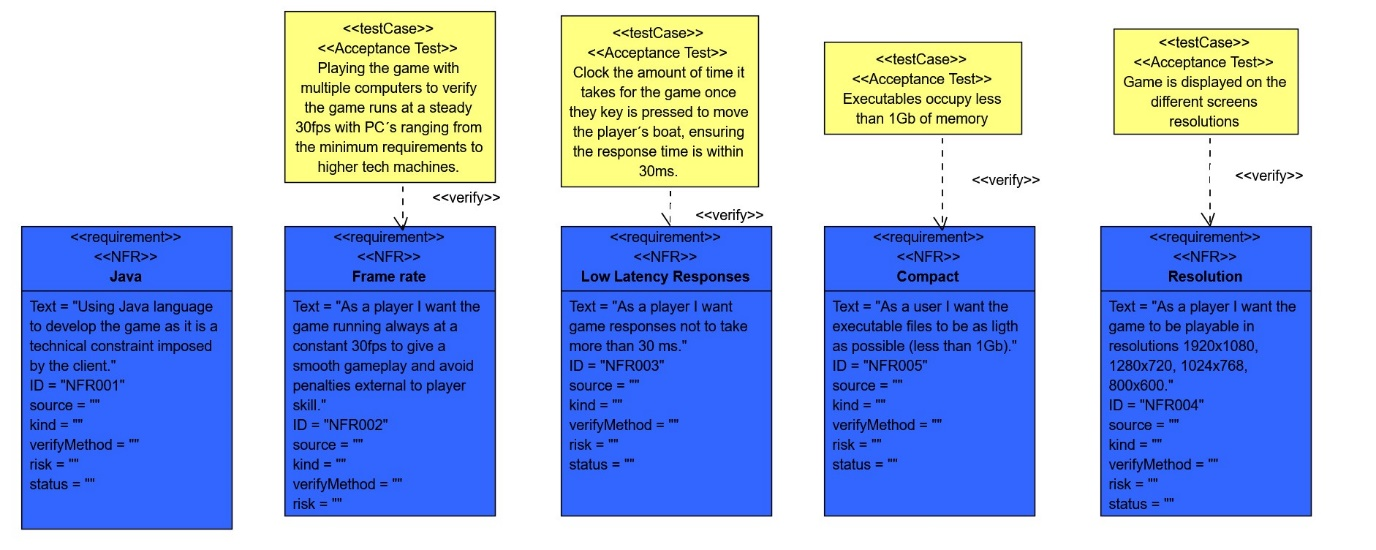 <<testCase>>
<<Acceptance Test>>
Playing the game with
multiple computers to verify
the game runs at a steady
30fps with PC´s ranging from
the minimum requirements to
higher tech machines.
<<verify>>
<<testCase>>
<<Acceptance Test>>
Clock the amount of time it
takes for the game once
they key is pressed to move
the player´s boat, ensuring
the response time is within
30ms.
<<verify>>
<<testCase>>
<<Acceptance Test>>
Executables occupy less
than 1Gb of memory
<<verify>>
<<testCase>>
<<Acceptance Test>>
Game is displayed on the
different screens
resolutions
<<verify>>
<<requirement>>
<<NFR>>
Java
Text = "Using Java language
to develop the game as it is a
technical constraint imposed
by the client."
ID = "NFR001"
source = ""
kind = ""
verifyMethod = ""
risk = ""
status = ""
<<requirement>>
<<NFR>>
Frame rate
Text = "As a player I want the
game running always at a
constant 30fps to give a
smooth gameplay and avoid
penalties external to player
skill."
ID = "NFR002"
source = ""
kind = ""
verifyMethod = ""
risk = ""
<<requirement>>
<<NFR>>
Low Latency Responses
Text = "As a player I want
game responses not to take
more than 30 ms."
ID = "NFR003"
source = ""
kind = ""
verifyMethod = ""
risk = ""
status = ""
<<requirement>>
<<NFR>>
Compact
Text = "As a user I want the
executable files to be as ligth
as possible (less than 1Gb)."
ID = "NFR005"
source = ""
kind = ""
verifyMethod = ""
risk = ""
status = ""
<<requirement>>
<<NFR>>
Resolution
Text = "As a player I want the
game to be playable in
resolutions 1920x1080,
1280x720, 1024x768,
800x600."
ID = "NFR004"
source = ""
kind = ""
verifyMethod = ""
risk = ""
status = ""